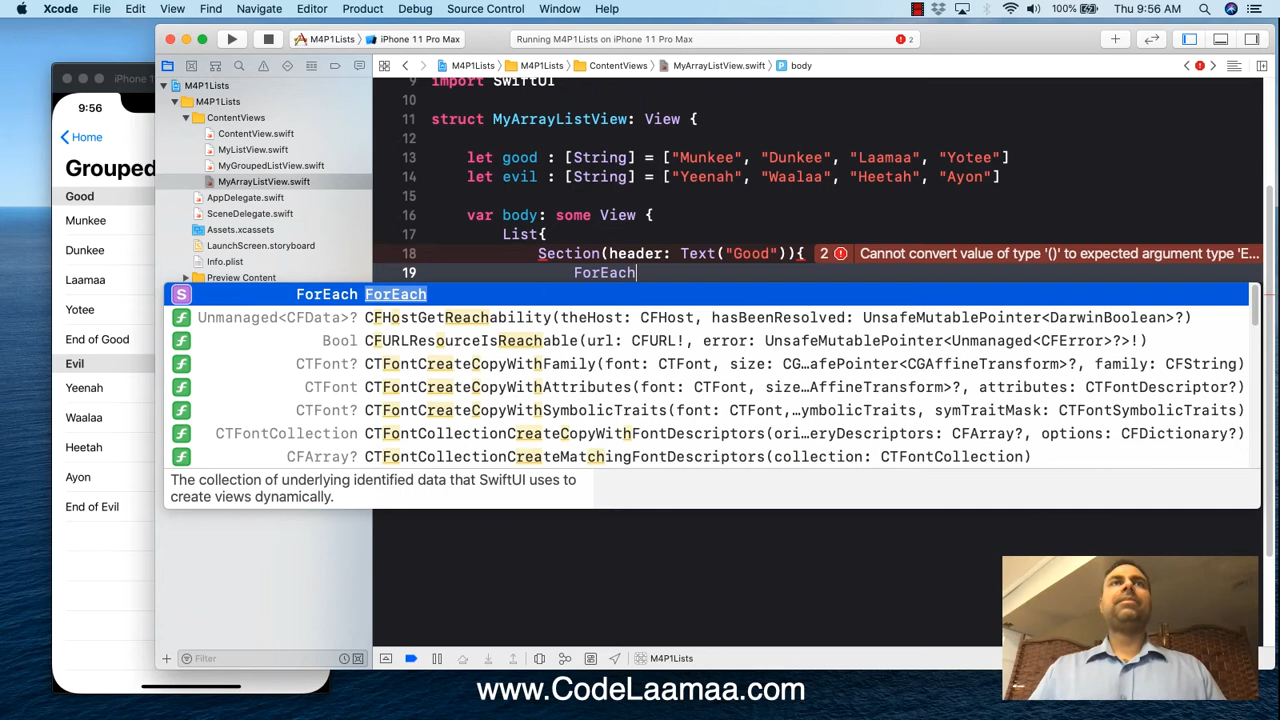 Xcode File Edit View Find Navigate Editor Product Debug Source Control Window Help 100% Thu 9:56 AM
M4P1Lists iPhone 11 Pro Max Running M4P1Lists on iPhone 11 Pro Max 2
M4P1Lists M4P1Lists ContentViews MyArrayListView.swift body
iPhone 11
9:56
Home
Grouped
Good
Munkee
Dunkee
Laamaa
Yotee
End of Good
Evil
Yeenah
Waalaa
Heetah
Ayon
End of Evil
M4P1Lists
M4P1Lists
ContentViews
ContentView.swift
MyListView.swift
MyGroupedListView.swift
MyArrayListView.swift
AppDelegate.swift
SceneDelegate.swift
Assets.xcassets
LaunchScreen.storyboard
Info.plist
Preview Content
9 import SwiftUI
10
11 struct MyArrayListView: View {
12
13 let good : [String] = ["Munkee", "Dunkee", "Laamaa", "Yotee"]
14 let evil : [String] = ["Yeenah", "Waalaa", "Heetah", "Ayon"]
15
16 var body: some View {
17 List{
18 Section(header: Text("Good")){ 2 Cannot convert value of type '()' to expected argument type 'E...
19 ForEach
S ForEach ForEach
f Unmanaged<CFData>? CFHostGetReachability(theHost: CFHost, hasBeenResolved: UnsafeMutablePointer<DarwinBoolean>?)
f Bool CFURLResourceIsReachable(url: CFURL!, error: UnsafeMutablePointer<Unmanaged<CFError>?>!)
f CTFont? CTFontCreateCopyWithFamily(font: CTFont, size: CG…afePointer<CGAffineTransform>?, family: CFString)
f CTFont CTFontCreateCopyWithAttributes(font: CTFont, size…AffineTransform>?, attributes: CTFontDescriptor?)
f CTFont? CTFontCreateCopyWithSymbolicTraits(font: CTFont,…ymbolicTraits, symTraitMask: CTFontSymbolicTraits)
f CTFontCollection CTFontCollectionCreateCopyWithFontDescriptors(ori…eryDescriptors: CFArray?, options: CFDictionary?)
f CFArray? CTFontCollectionCreateMatchingFontDescriptors(collection: CTFontCollection)
The collection of underlying identified data that SwiftUI uses to
create views dynamically.
Filter
M4P1Lists
www.CodeLaamaa.com